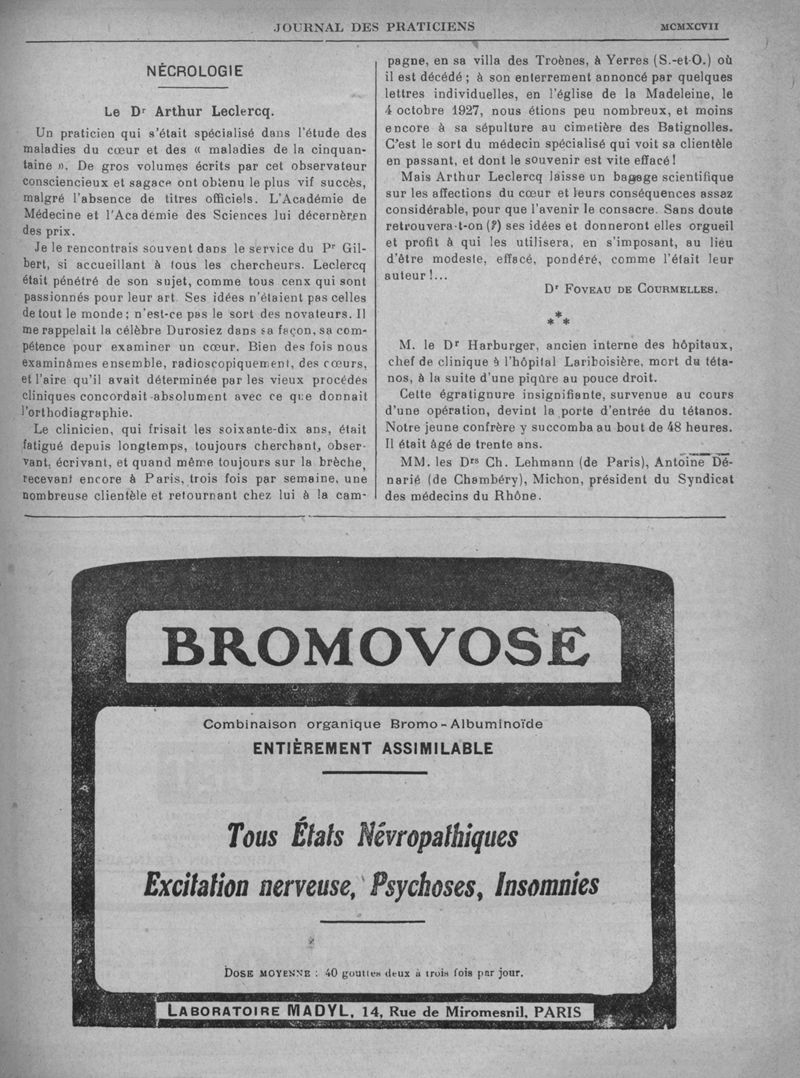 JOURNAL DES PRATICIENS
MCMXCVII
NÉCROLOGIE
Le Dr Arthur Leclercq.
Un praticien qui s'était spécialisé dans l'étude des
maladies du cœur et des « maladies de la cinquan-
taine ». De gros volumes écrits par cet observateur
consciencieux et sagace ont obtenu le plus vif succès,
malgré l'absence de titres officiels. L'Académie de
Médecine et l'Académie des Sciences lui décernèren
des prix.
Je le rencontrais souvent dans le service du Pr Gil-
bert, si accueillant à tous les chercheurs. Leclercq
était pénétré de son sujet, comme tous ceux qui sont
passionnés pour leur art. Ses idées n'étaient pas celles
de tout le monde ; n'est-ce pas le sort des novateurs. Il
me rappelait la célèbre Durosiez dans sa façon, sa com-
pétence pour examiner un cœur. Bien des fois nous
examinâmes ensemble, radioscopiquement, des cœurs,
et l'aire qu'il avait déterminée par les vieux procédés
cliniques concordait absolument avec ce que donnait
l'orthodiagraphie.
Le clinicien, qui frisait les soixante-dix ans, était
fatigué depuis longtemps, toujours cherchant, obser-
vant, écrivant, et quand même toujours sur la brèche,
recevant encore à Paris, trois fois par semaine, une
nombreuse clientèle et retournant chez lui à la cam-
pagne, en sa villa des Troènes, à Yerres (S.-et-O.) où
il est décédé ; à son enterrement annoncé par quelques
lettres individuelles, en l'église de la Madeleine, le
4 octobre 1927, nous étions peu nombreux, et moins
encore à sa sépulture au cimetière des Batignolles.
C'est le sort du médecin spécialisé qui voit sa clientèle
en passant, et dont le souvenir est vite effacé !
Mais Arthur Leclercq laisse un bagage scientifique
sur les affections du cœur et leurs conséquences assez
considérable, pour que l'avenir le consacre. Sans doute
retrouvera-t-on (?) ses idées et donneront elles orgueil
et profit à qui les utilisera, en s'imposant, au lieu
d'être modeste, effacé, pondéré, comme l'était leur
auteur !...
Dr FOVEAU DE COURMELLES.
* * *
M. le Dr Harburger, ancien interne des hôpitaux,
chef de clinique à l'hôpital Lariboisière, mort du téta-
nos, à la suite d'une piqûre au pouce droit.
Cette égratignure insignifiante, survenue au cours
d'une opération, devint la porte d'entrée du tétanos.
Notre jeune confrère y succomba au bout de 48 heures.
Il était âgé de trente ans.
MM. les Drs Ch. Lehmann (de Paris), Antoine Dé-
narié (de Chambéry), Michon, président du Syndicat
des médecins du Rhône.
BROMOVOSE
Combinaison organique Bromo-Albuminoïde
ENTIÈREMENT ASSIMILABLE
Tous États Névropathiques
Excitation nerveuse, Psychoses, Insomnies
DOSE MOYENNE : 40 gouttes deux à trois fois par jour.
LABORATOIRE MADYL, 14, Rue de Miromesnil, PARIS